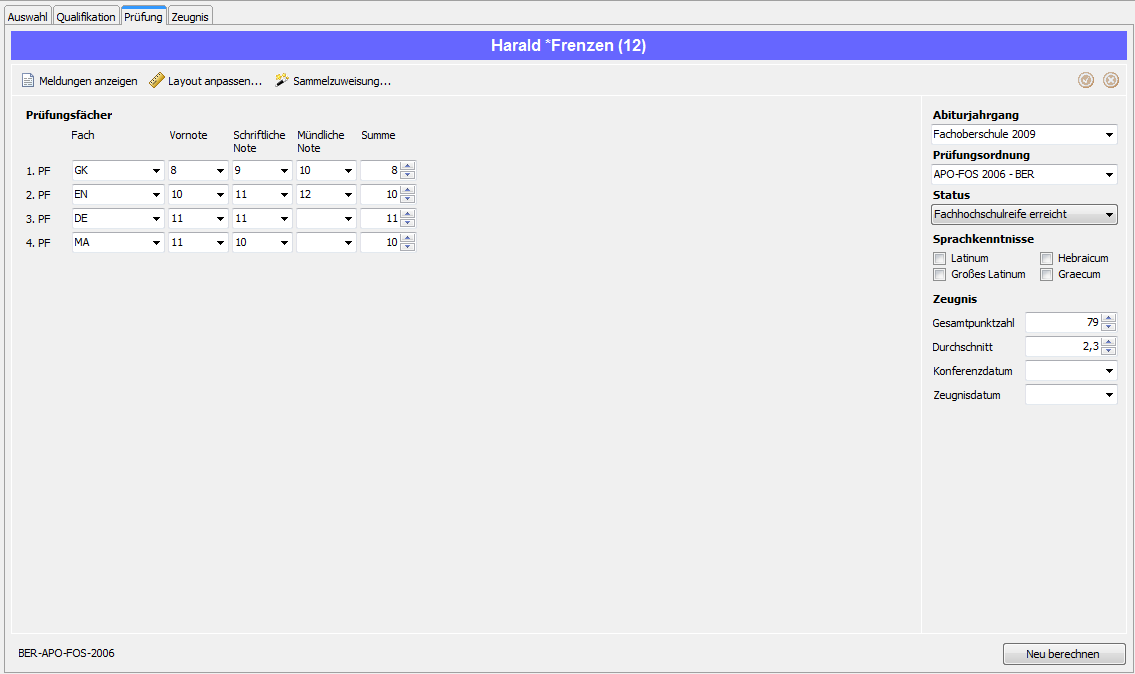 Auswahl Qualifikation Prüfung Zeugnis
Harald *Frenzen (12)
Meldungen anzeigen Layout anpassen... Sammelzuweisung...
Prüfungsfächer
Fach Vornote Schriftliche Note Mündliche Note Summe
1. PF GK 8 9 10 8
2. PF EN 10 11 12 10
3. PF DE 11 11 11
4. PF MA 11 10 10
Abiturjahrgang
Fachoberschule 2009
Prüfungsordnung
APO-FOS 2006 - BER
Status
Fachhochschulreife erreicht
Sprachkenntnisse
Latinum Hebraicum
Großes Latinum Graecum
Zeugnis
Gesamtpunktzahl 79
Durchschnitt 2,3
Konferenzdatum
Zeugnisdatum
BER-APO-FOS-2006 Neu berechnen